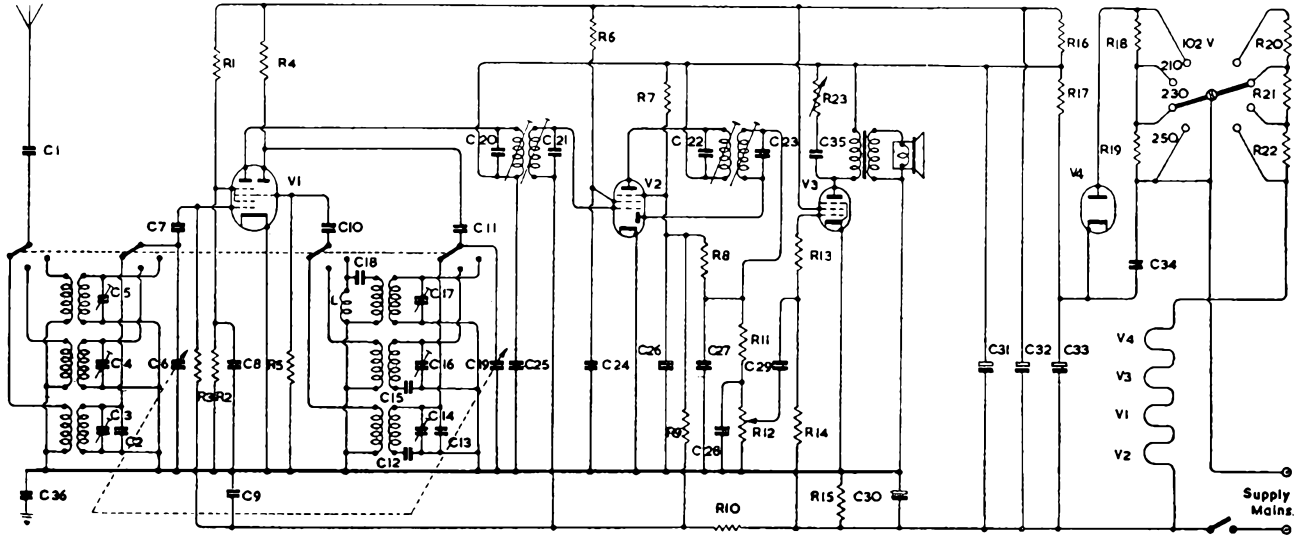 R1
R4
R6
R16
R18
102 V
R20
210
R7
R23
R17
230
R21
C1
C20
C21
C22
C23
C35
R19
250
R22
V1
V2
V3
V4
C7
C10
C11
R8
R13
C18
C34
C5
L
C17
C4
C6
C8
R5
C16
C19
C25
C24
C26
C27
R11
C29
C31
C32
C33
V4
C15
V3
C3
C2
R3
R2
C14
C13
R9
R12
R14
V1
C12
C28
V2
C36
C9
R10
R15
C30
Supply
Mains.